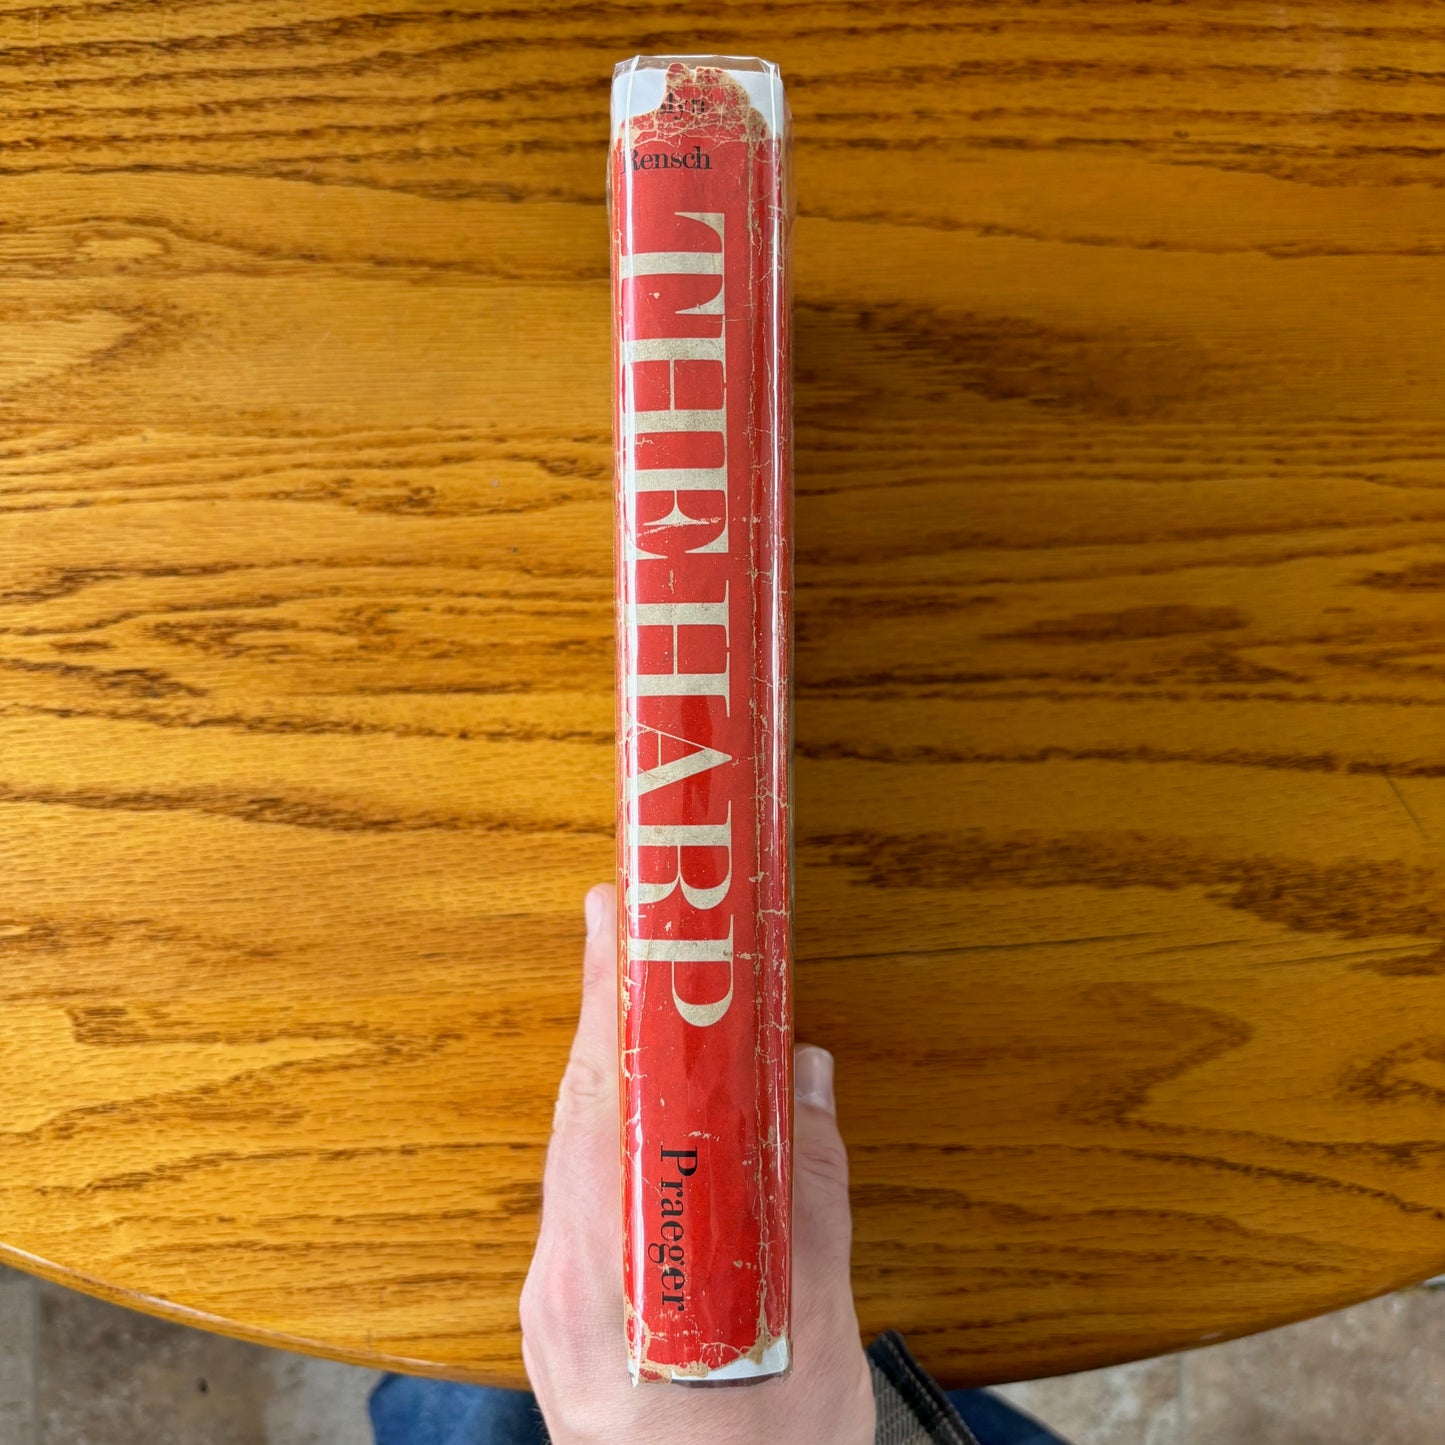 Rensch
THE HARP
Praeger